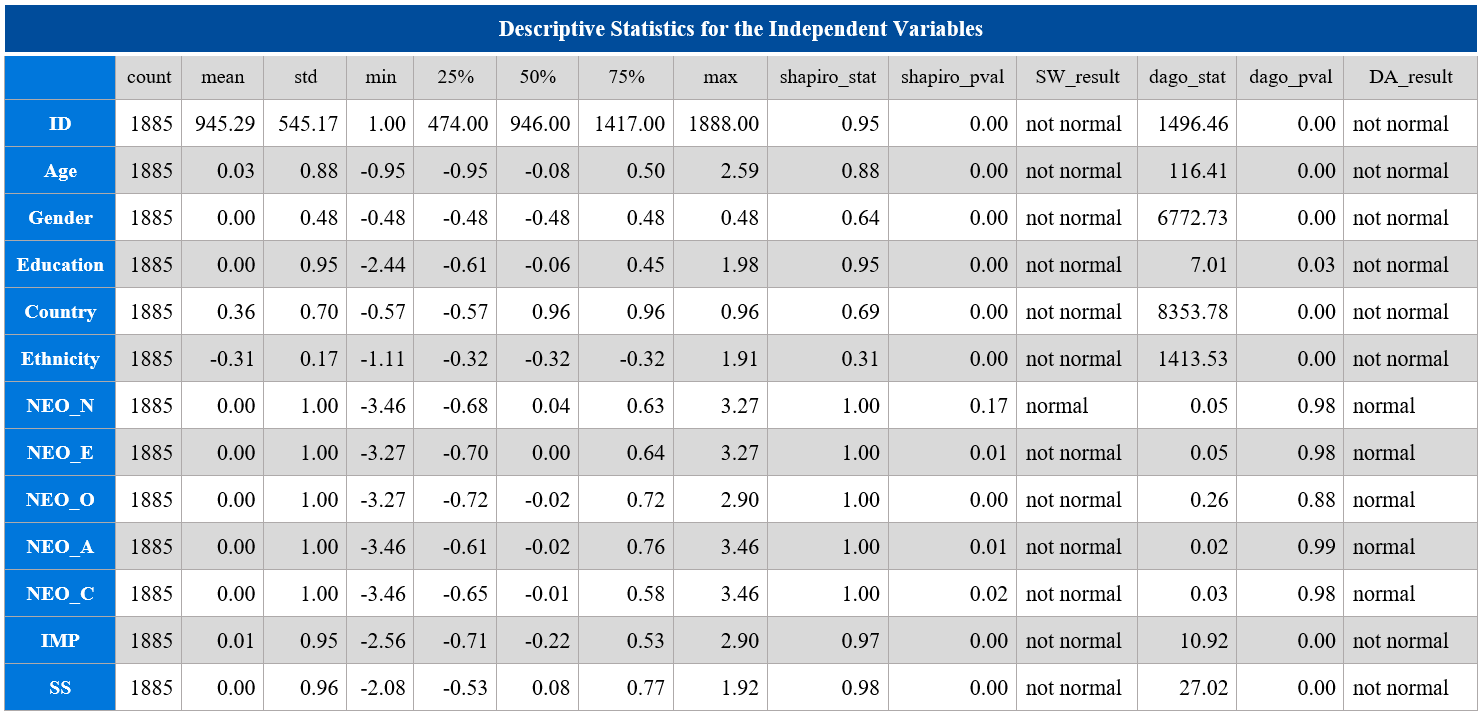 Descriptive Statistics for the Independent Variables
count mean std min 25% 50% 75% max shapiro_stat shapiro_pval SW_result dago_stat dago_pval DA_result
ID 1885 945.29 545.17 1.00 474.00 946.00 1417.00 1888.00 0.95 0.00 not normal 1496.46 0.00 not normal
Age 1885 0.03 0.88 -0.95 -0.95 -0.08 0.50 2.59 0.88 0.00 not normal 116.41 0.00 not normal
Gender 1885 0.00 0.48 -0.48 -0.48 -0.48 0.48 0.48 0.64 0.00 not normal 6772.73 0.00 not normal
Education 1885 0.00 0.95 -2.44 -0.61 -0.06 0.45 1.98 0.95 0.00 not normal 7.01 0.03 not normal
Country 1885 0.36 0.70 -0.57 -0.57 0.96 0.96 0.96 0.69 0.00 not normal 8353.78 0.00 not normal
Ethnicity 1885 -0.31 0.17 -1.11 -0.32 -0.32 -0.32 1.91 0.31 0.00 not normal 1413.53 0.00 not normal
NEO_N 1885 0.00 1.00 -3.46 -0.68 0.04 0.63 3.27 1.00 0.17 normal 0.05 0.98 normal
NEO_E 1885 0.00 1.00 -3.27 -0.70 0.00 0.64 3.27 1.00 0.01 not normal 0.05 0.98 normal
NEO_O 1885 0.00 1.00 -3.27 -0.72 -0.02 0.72 2.90 1.00 0.00 not normal 0.26 0.88 normal
NEO_A 1885 0.00 1.00 -3.46 -0.61 -0.02 0.76 3.46 1.00 0.01 not normal 0.02 0.99 normal
NEO_C 1885 0.00 1.00 -3.46 -0.65 -0.01 0.58 3.46 1.00 0.02 not normal 0.03 0.98 normal
IMP 1885 0.01 0.95 -2.56 -0.71 -0.22 0.53 2.90 0.97 0.00 not normal 10.92 0.00 not normal
SS 1885 0.00 0.96 -2.08 -0.53 0.08 0.77 1.92 0.98 0.00 not normal 27.02 0.00 not normal